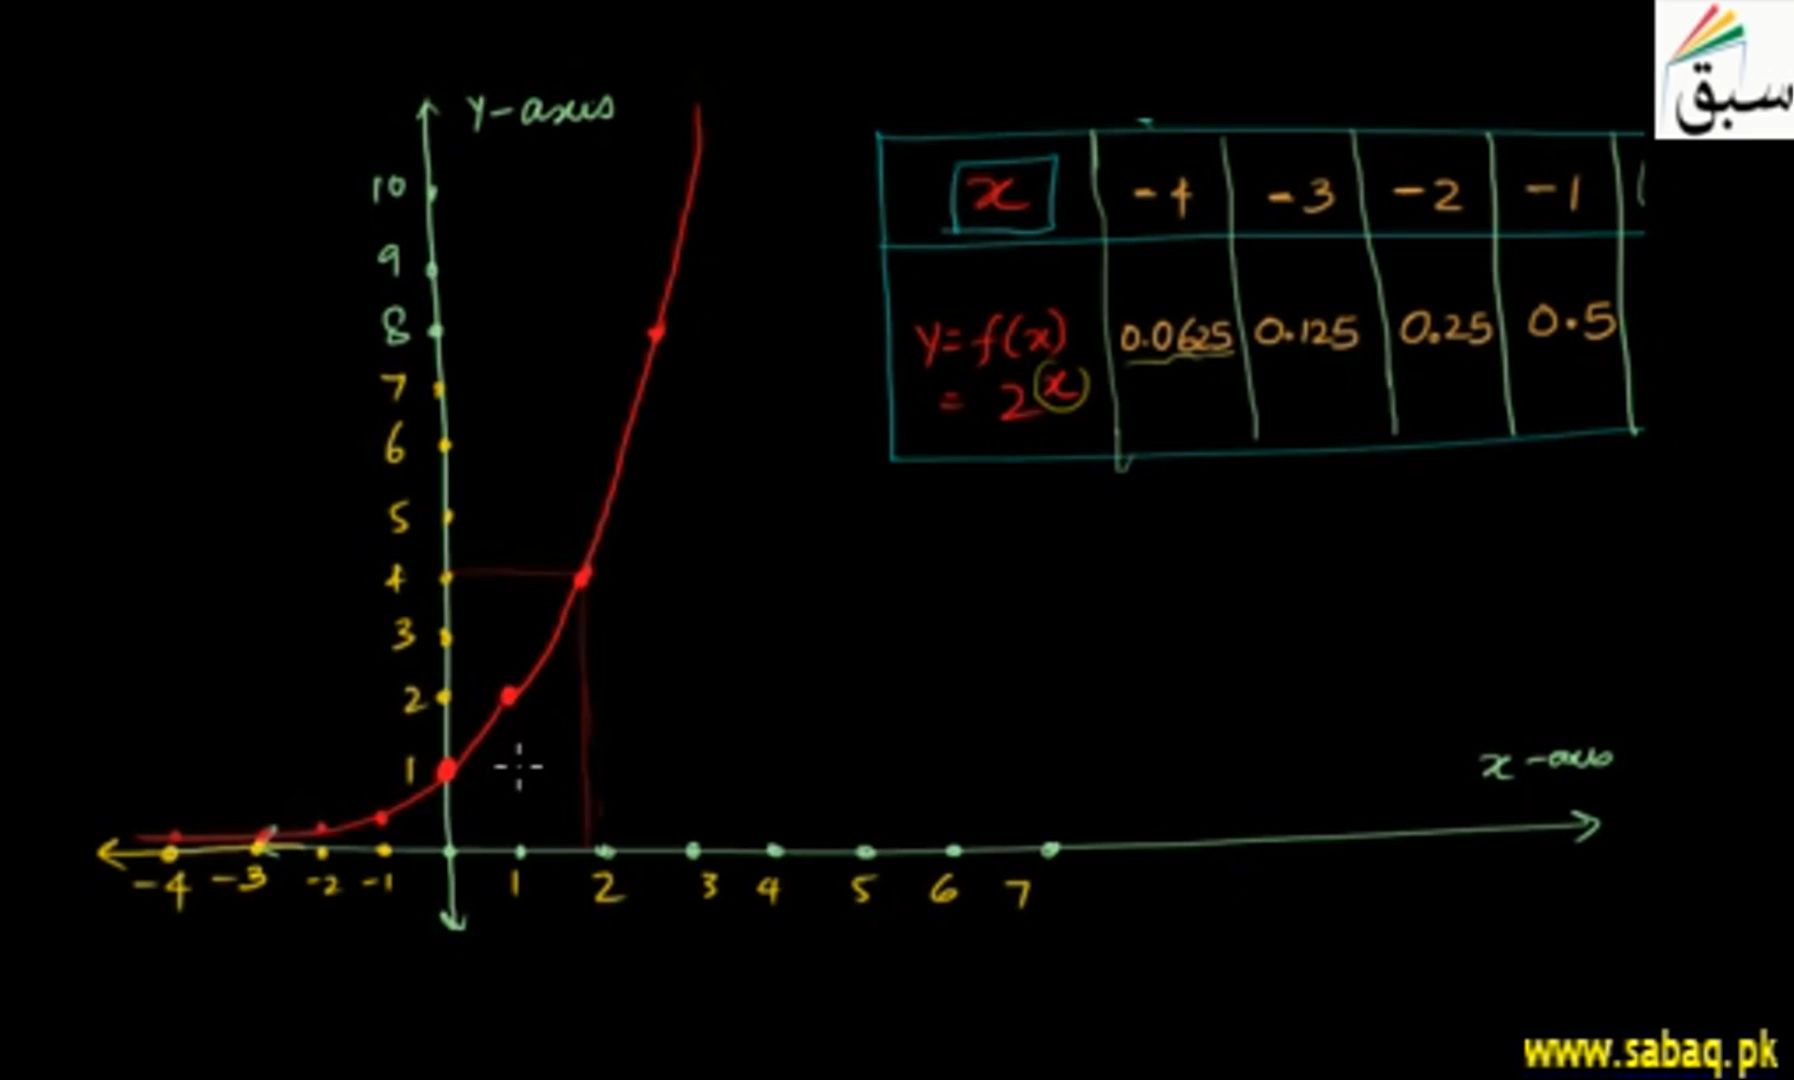 سبق
Y-axis
x -4 -3 -2 -1
10
9
8
y=f(x) 0.0625 0.125 0.25 0.5
= 2^x
7
6
5
4
3
2
1
x-axis
-4 -3 -2 -1 1 2 3 4 5 6 7
www.sabaq.pk